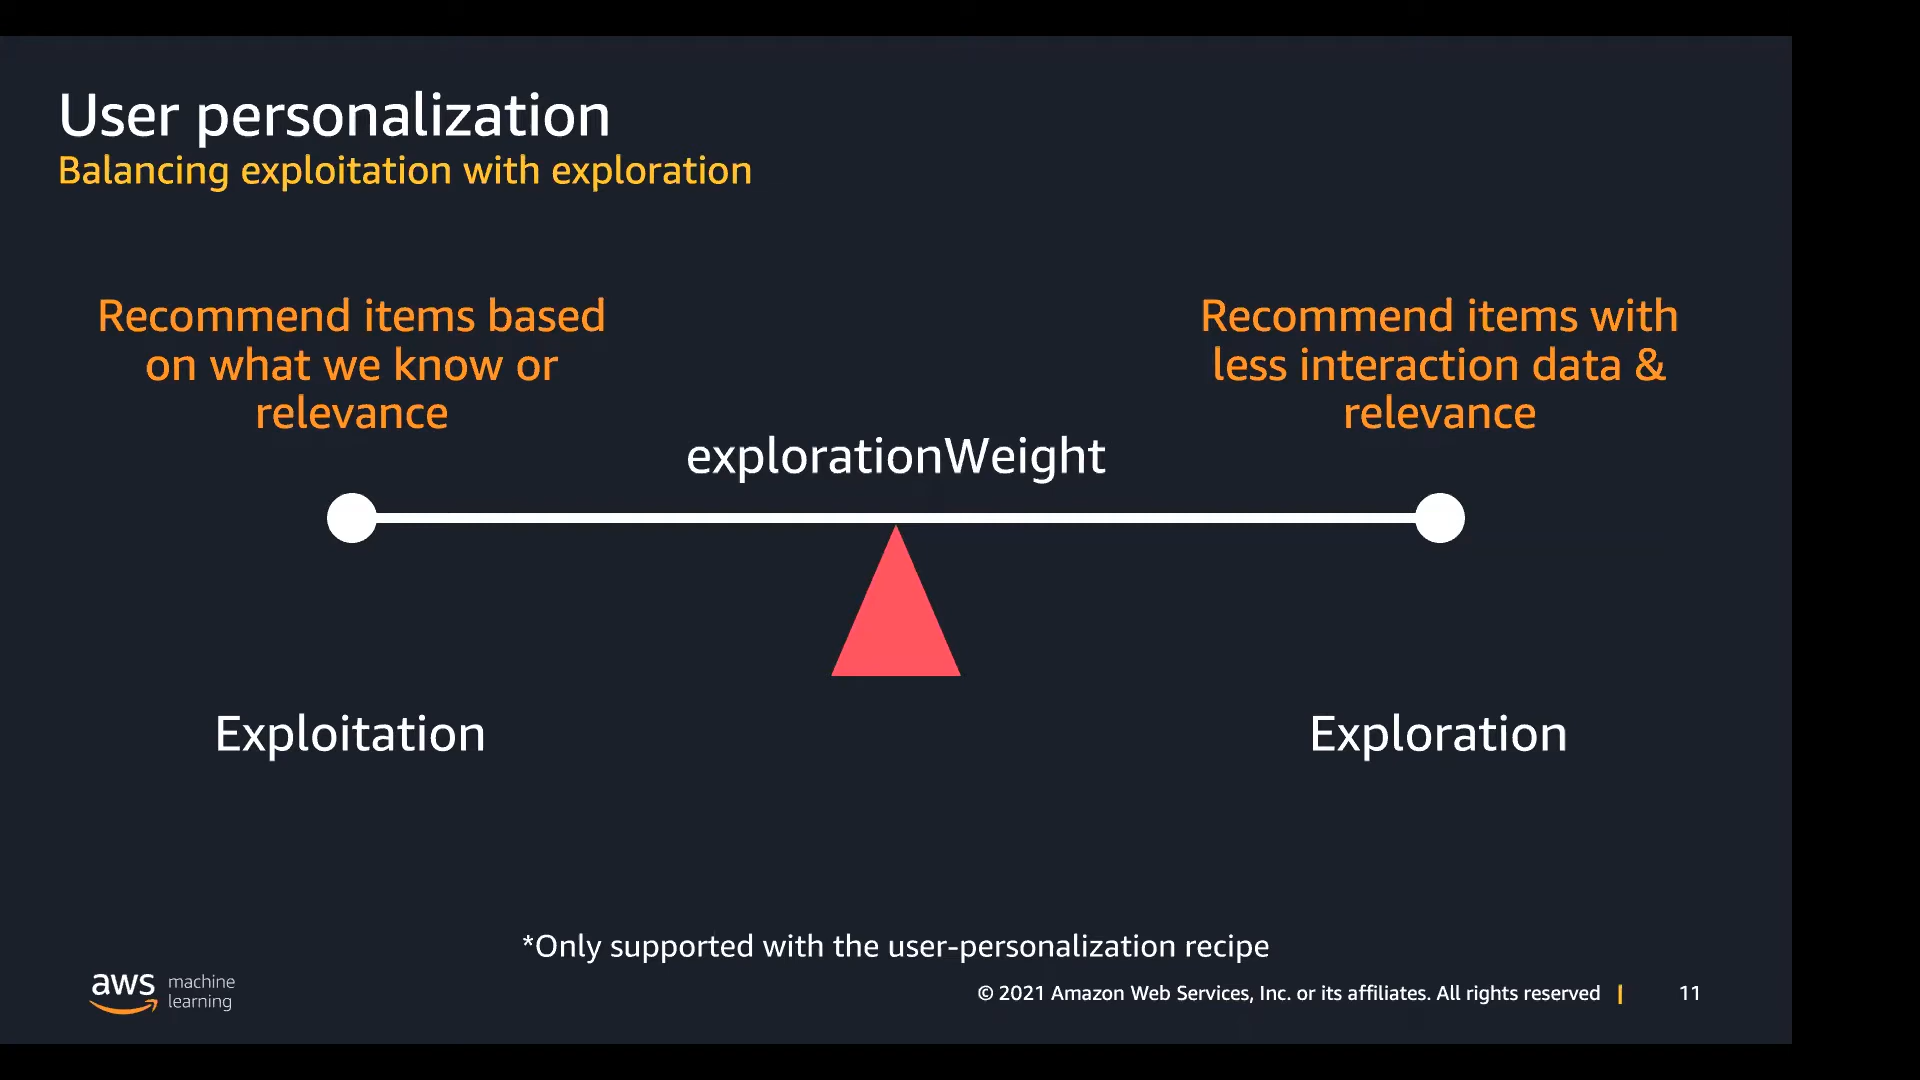 User personalization
Balancing exploitation with exploration
Recommend items based
on what we know or
relevance
Recommend items with
less interaction data &
relevance
explorationWeight
Exploitation
Exploration
*Only supported with the user-personalization recipe
aws machine
learning
© 2021 Amazon Web Services, Inc. or its affiliates. All rights reserved |
11